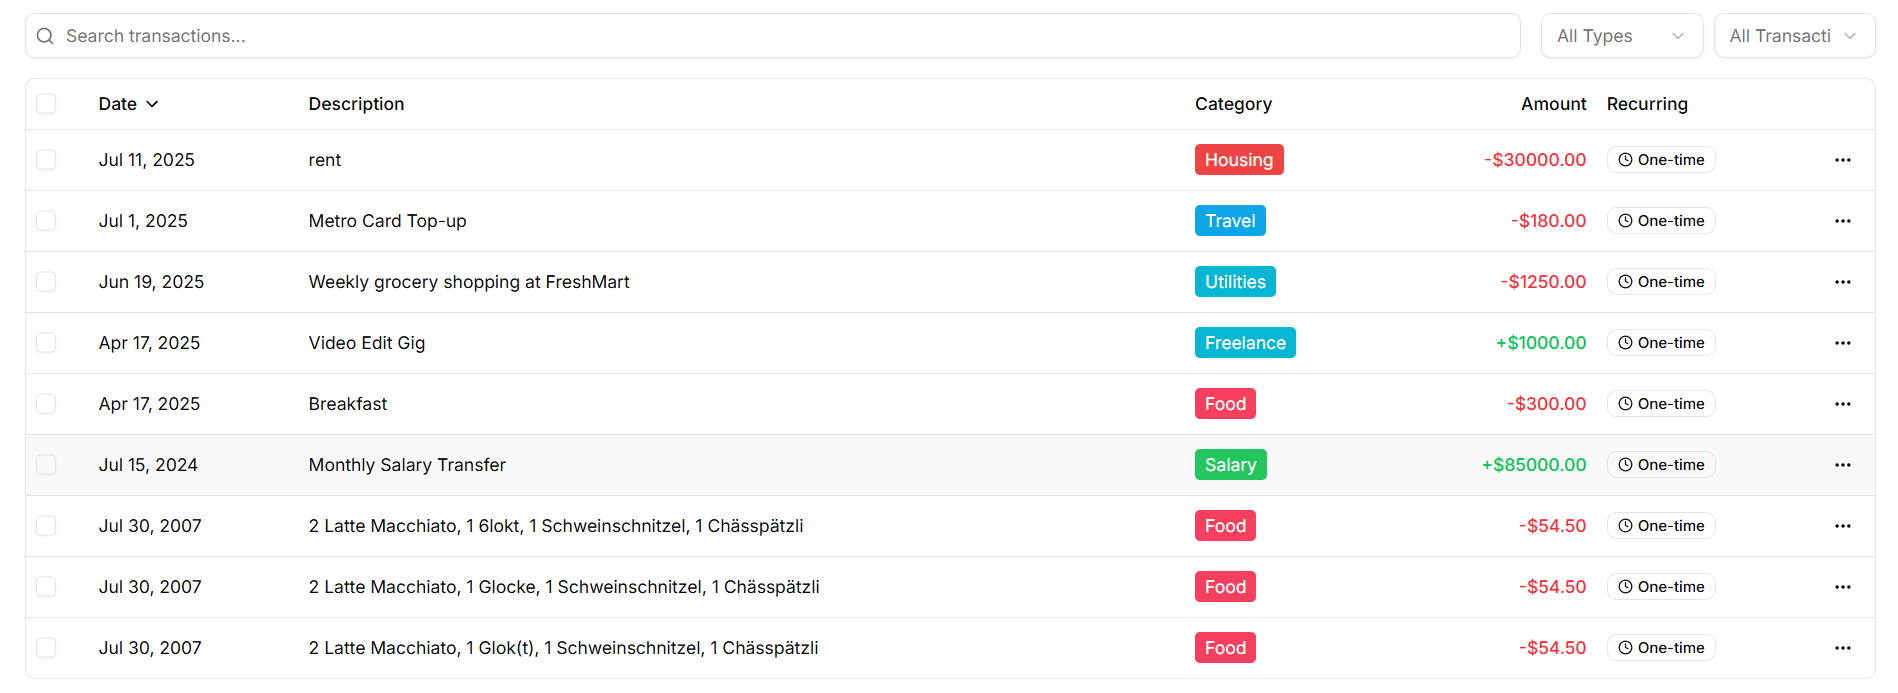 Search transactions...
All Types
All Transacti
Date Description Category Amount Recurring
Jul 11, 2025 rent Housing -$30000.00 One-time
Jul 1, 2025 Metro Card Top-up Travel -$180.00 One-time
Jun 19, 2025 Weekly grocery shopping at FreshMart Utilities -$1250.00 One-time
Apr 17, 2025 Video Edit Gig Freelance +$1000.00 One-time
Apr 17, 2025 Breakfast Food -$300.00 One-time
Jul 15, 2024 Monthly Salary Transfer Salary +$85000.00 One-time
Jul 30, 2007 2 Latte Macchiato, 1 6lokt, 1 Schweinschnitzel, 1 Chässpätzli Food -$54.50 One-time
Jul 30, 2007 2 Latte Macchiato, 1 Glocke, 1 Schweinschnitzel, 1 Chässpätzli Food -$54.50 One-time
Jul 30, 2007 2 Latte Macchiato, 1 Glok(t), 1 Schweinschnitzel, 1 Chässpätzli Food -$54.50 One-time